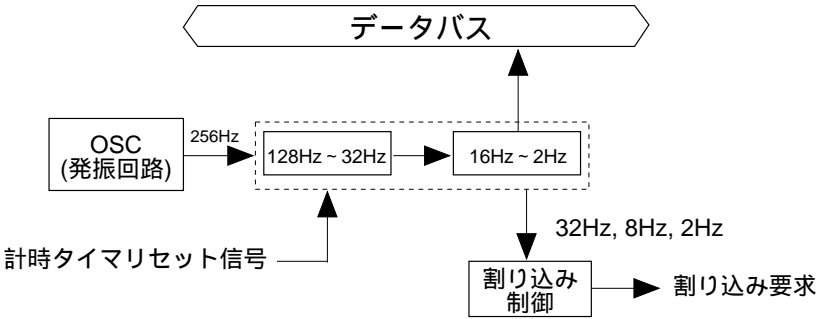 データバス
OSC
(発振回路)
256Hz
128Hz ~ 32Hz
16Hz ~ 2Hz
計時タイマリセット信号
32Hz, 8Hz, 2Hz
割り込み
制御
割り込み要求